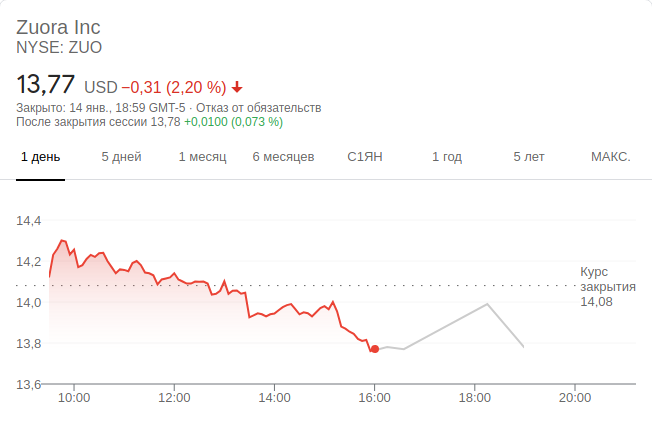 Zuora Inc
NYSE: ZUO
13,77 USD −0,31 (2,20 %)
Закрыто: 14 янв., 18:59 GMT-5 · Отказ от обязательств
После закрытия сессии 13,78 +0,0100 (0,073 %)
1 день 5 дней 1 месяц 6 месяцев С1ЯН 1 год 5 лет МАКС.
14,4
14,2
14,0
13,8
13,6
Курс
закрытия
14,08
10:00 12:00 14:00 16:00 18:00 20:00